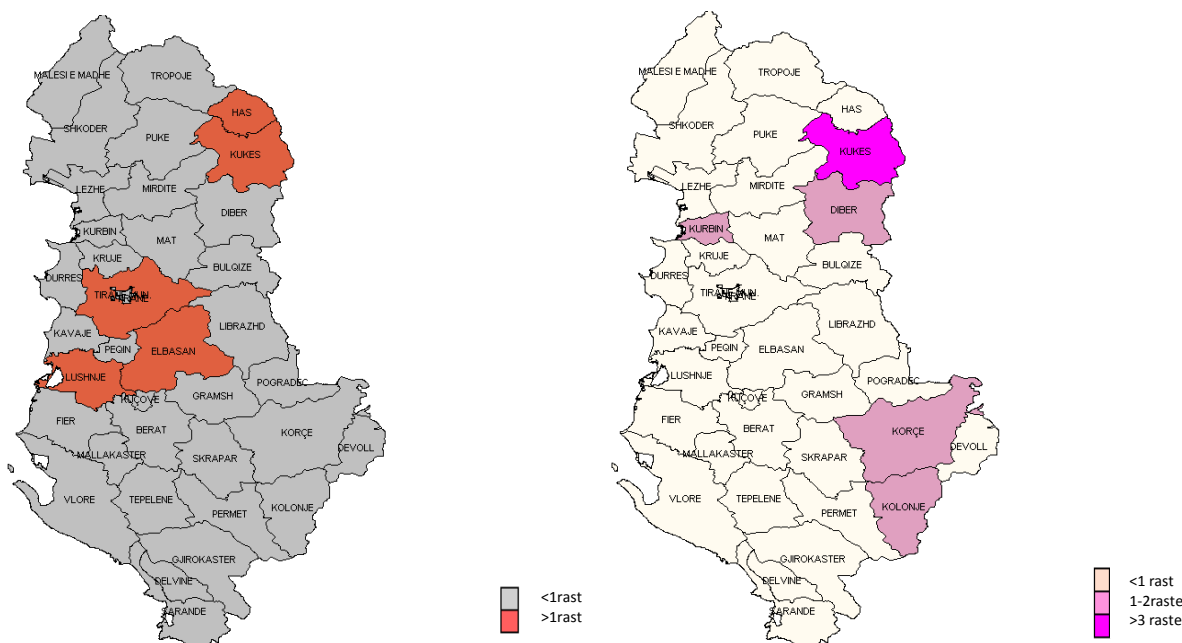 MALESI E MADHE
TROPOJE
HAS
SHKODER
PUKE
KUKES
LEZHE
MIRDITE
DIBER
KURBIN
MAT
KRUJE
BULQIZE
DURRES
KAVAJE
LIBRAZHD
PEQIN
ELBASAN
LUSHNJE
POGRADEC
GRAMSH
KUÇOVE
FIER
BERAT
KORÇE
DEVOLL
MALLAKASTER
SKRAPAR
VLORE
TEPELENE
PERMET
KOLONJE
GJIROKASTER
DELVINE
SARANDE
<1rast
>1rast
MALESI E MADHE
TROPOJE
HAS
SHKODER
PUKE
KUKES
LEZHE
MIRDITE
DIBER
KURBIN
MAT
KRUJE
BULQIZE
DURRES
KAVAJE
LIBRAZHD
PEQIN
ELBASAN
LUSHNJE
POGRADEC
GRAMSH
KUÇOVE
FIER
BERAT
KORÇE
DEVOLL
MALLAKASTER
SKRAPAR
VLORE
TEPELENE
PERMET
KOLONJE
GJIROKASTER
DELVINE
SARANDE
<1 rast
1-2raste
>3 raste